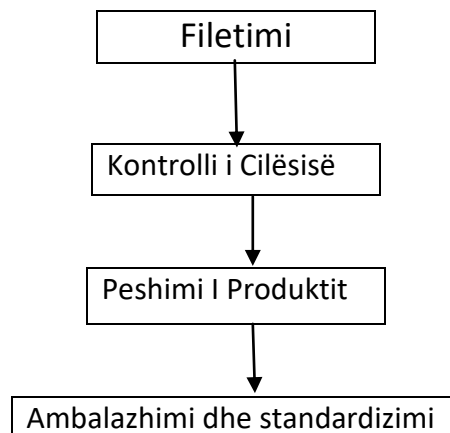 Filetimi
Kontrolli i Cilësisë
Peshimi I Produktit
Ambalazhimi dhe standardizimi